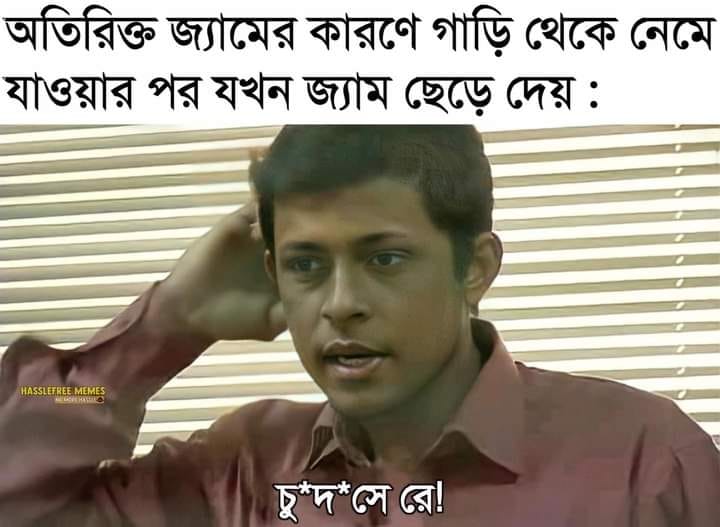 অতিরিক্ত জ্যামের কারণে গাড়ি থেকে নেমে
যাওয়ার পর যখন জ্যাম ছেড়ে দেয় :
HASSLEFREE MEMES
চু*দ*সে রে!